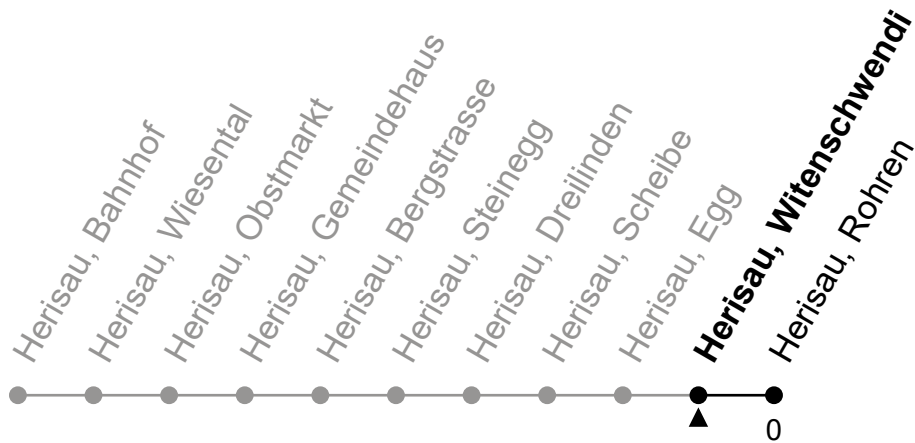 Herisau, Bahnhof
Herisau, Wiesental
Herisau, Obstmarkt
Herisau, Gemeindehaus
Herisau, Bergstrasse
Herisau, Steinegg
Herisau, Dreilinden
Herisau, Scheibe
Herisau, Egg
Herisau, Witenschwendi
Herisau, Rohren
0